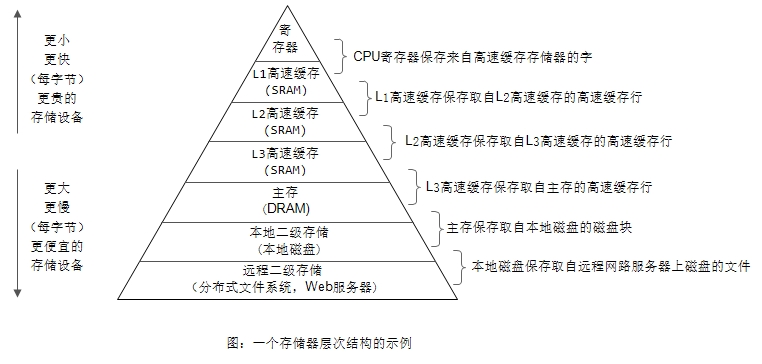 更小
更快
（每字节）
更贵的
存储设备
更大
更慢
（每字节）
更便宜的
存储设备
寄
存器
L1高速缓存
(SRAM)
L2高速缓存
(SRAM)
L3高速缓存
(SRAM)
主存
(DRAM)
本地二级存储
(本地磁盘)
远程二级存储
(分布式文件系统，Web服务器)
CPU寄存器保存来自高速缓存存储器的字
L1高速缓存保存取自L2高速缓存的高速缓存行
L2高速缓存保存取自L3高速缓存的高速缓存行
L3高速缓存保存取自主存的高速缓存行
主存保存取自本地磁盘的磁盘块
本地磁盘保存取自远程网路服务器上磁盘的文件
图：一个存储器层次结构的示例